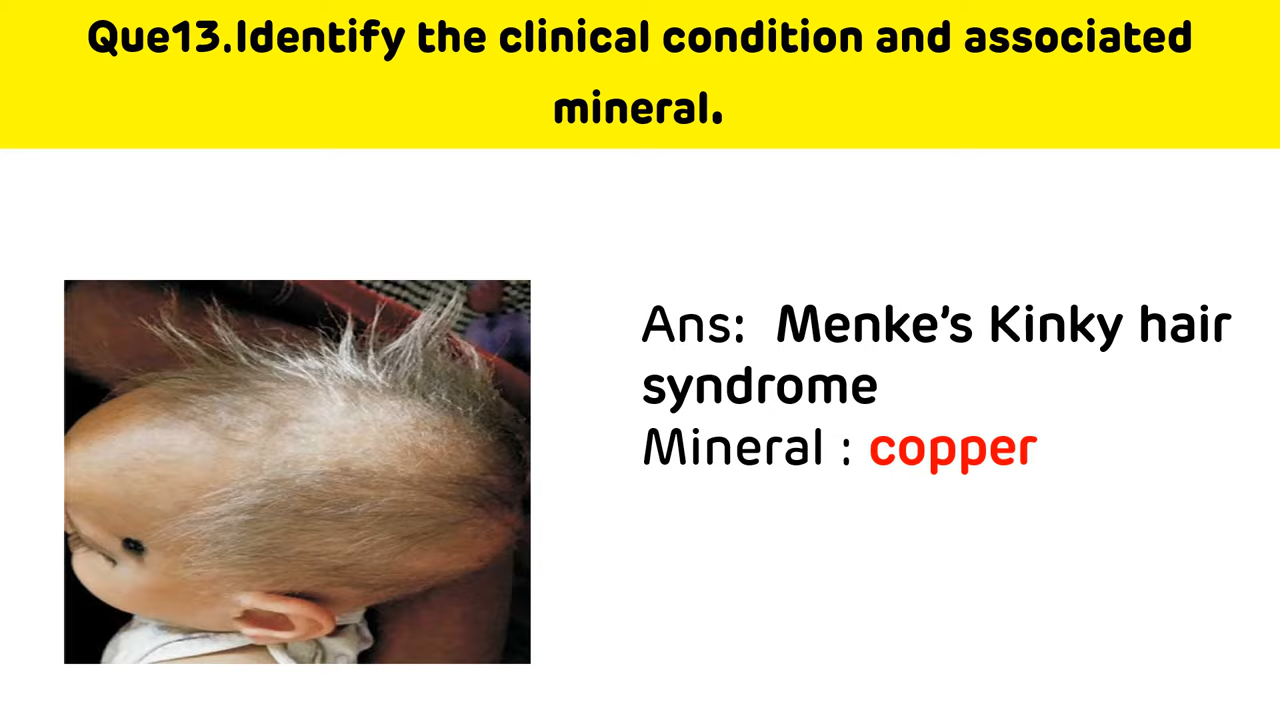 Que13.Identify the clinical condition and associated
mineral.
Ans: Menke's Kinky hair
syndrome
Mineral : copper